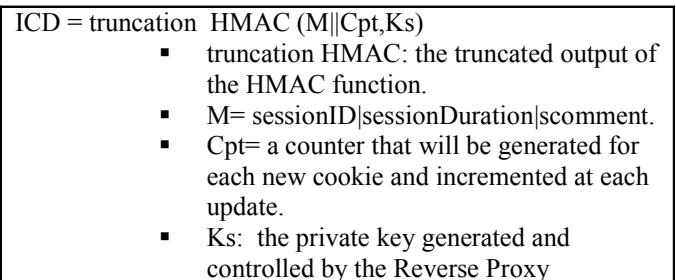 ICD = truncation HMAC (M||Cpt,Ks)
▪ truncation HMAC: the truncated output of
the HMAC function.
▪ M= sessionID|sessionDuration|scomment.
▪ Cpt= a counter that will be generated for
each new cookie and incremented at each
update.
▪ Ks: the private key generated and
controlled by the Reverse Proxy